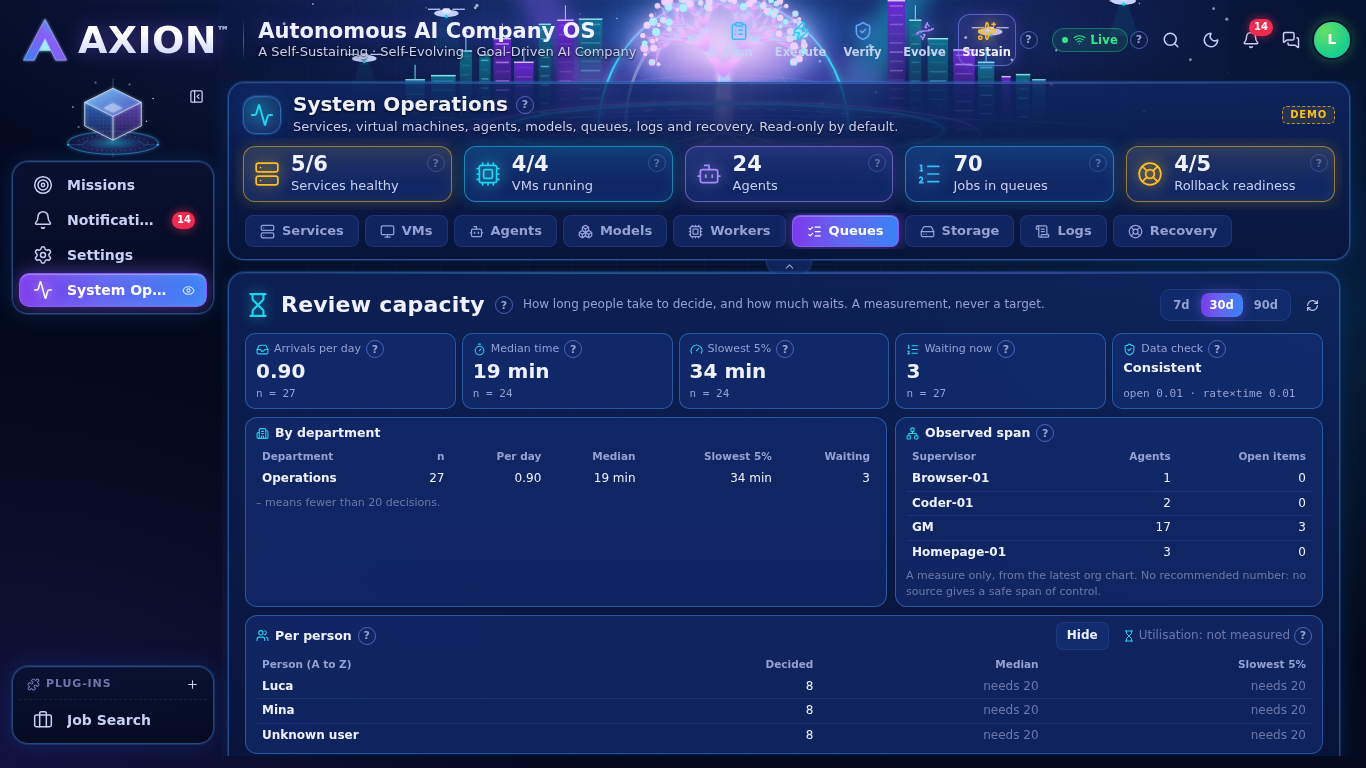 AXION™
Autonomous AI Company OS
A Self-Sustaining · Self-Evolving · Goal-Driven AI Company
Execute
Verify
Evolve
Sustain
?
Live
?
14
L
System Operations ?
Services, virtual machines, agents, models, queues, logs and recovery. Read-only by default.
DEMO
5/6
Services healthy
?
4/4
VMs running
?
24
Agents
?
70
Jobs in queues
?
4/5
Rollback readiness
?
Services
VMs
Agents
Models
Workers
Queues
Storage
Logs
Recovery
Missions
Notificati…
14
Settings
System Op…
PLUG-INS
+
Job Search
Review capacity ? How long people take to decide, and how much waits. A measurement, never a target.
7d 30d 90d
Arrivals per day ?
0.90
n = 27
Median time ?
19 min
n = 24
Slowest 5% ?
34 min
n = 24
Waiting now ?
3
n = 27
Data check ?
Consistent
open 0.01 · rate×time 0.01
By department
Department n Per day Median Slowest 5% Waiting
Operations 27 0.90 19 min 34 min 3
– means fewer than 20 decisions.
Observed span ?
Supervisor Agents Open items
Browser-01 1 0
Coder-01 2 0
GM 17 3
Homepage-01 3 0
A measure only, from the latest org chart. No recommended number: no
source gives a safe span of control.
Per person ?
Hide
Utilisation: not measured ?
Person (A to Z) Decided Median Slowest 5%
Luca 8 needs 20 needs 20
Mina 8 needs 20 needs 20
Unknown user 8 needs 20 needs 20